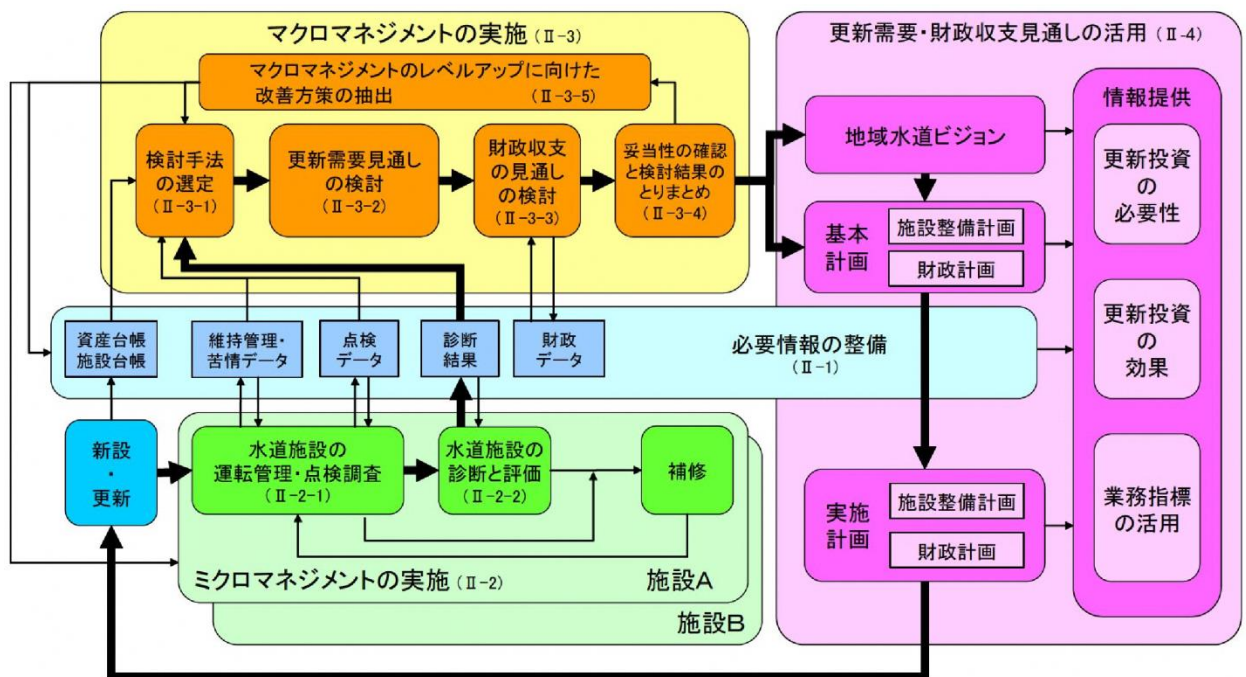 マクロマネジメントの実施(Ⅱ-3)
マクロマネジメントのレベルアップに向けた
改善方策の抽出 (Ⅱ-3-5)
検討手法
の選定
(Ⅱ-3-1)
更新需要見通し
の検討
(Ⅱ-3-2)
財政収支
の見通し
の検討
(Ⅱ-3-3)
妥当性の確認
と検討結果の
とりまとめ
(Ⅱ-3-4)
更新需要・財政収支見通しの活用(Ⅱ-4)
地域水道ビジョン
基本
計画
施設整備計画
財政計画
実施
計画
施設整備計画
財政計画
情報提供
更新投資
の
必要性
更新投資
の
効果
業務指標
の活用
資産台帳
施設台帳
維持管理・
苦情データ
点検
データ
診断
結果
財政
データ
必要情報の整備
(Ⅱ-1)
新設
・
更新
水道施設の
運転管理・点検調査
(Ⅱ-2-1)
水道施設の
診断と評価
(Ⅱ-2-2)
補修
ミクロマネジメントの実施(Ⅱ-2)
施設A
施設B